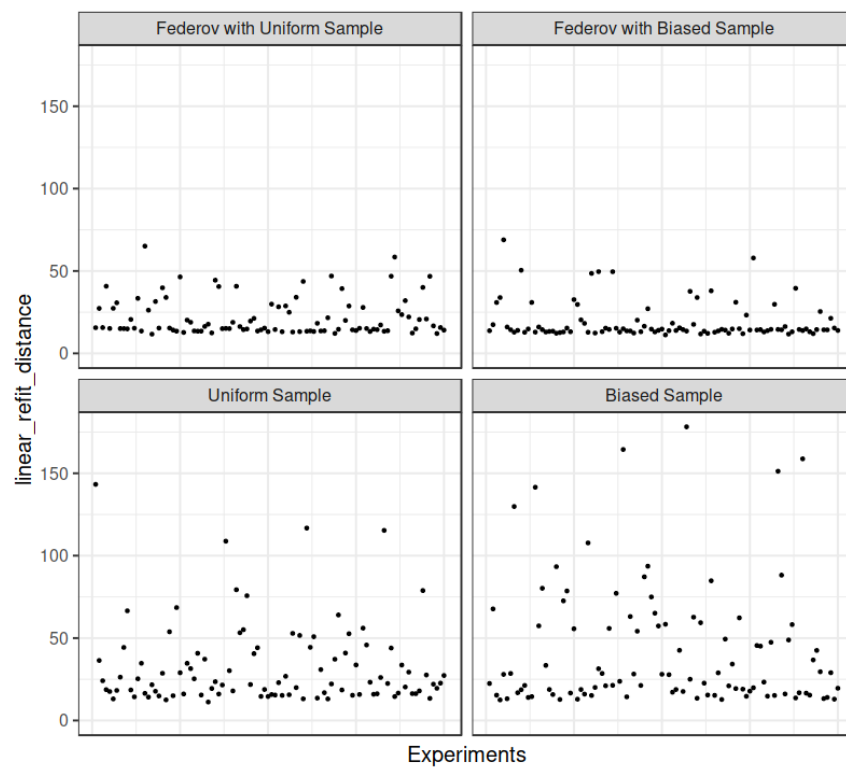 Federov with Uniform Sample
Federov with Biased Sample
150
100
50
0
Uniform Sample
Biased Sample
150
100
50
0
linear_refit_distance
Experiments